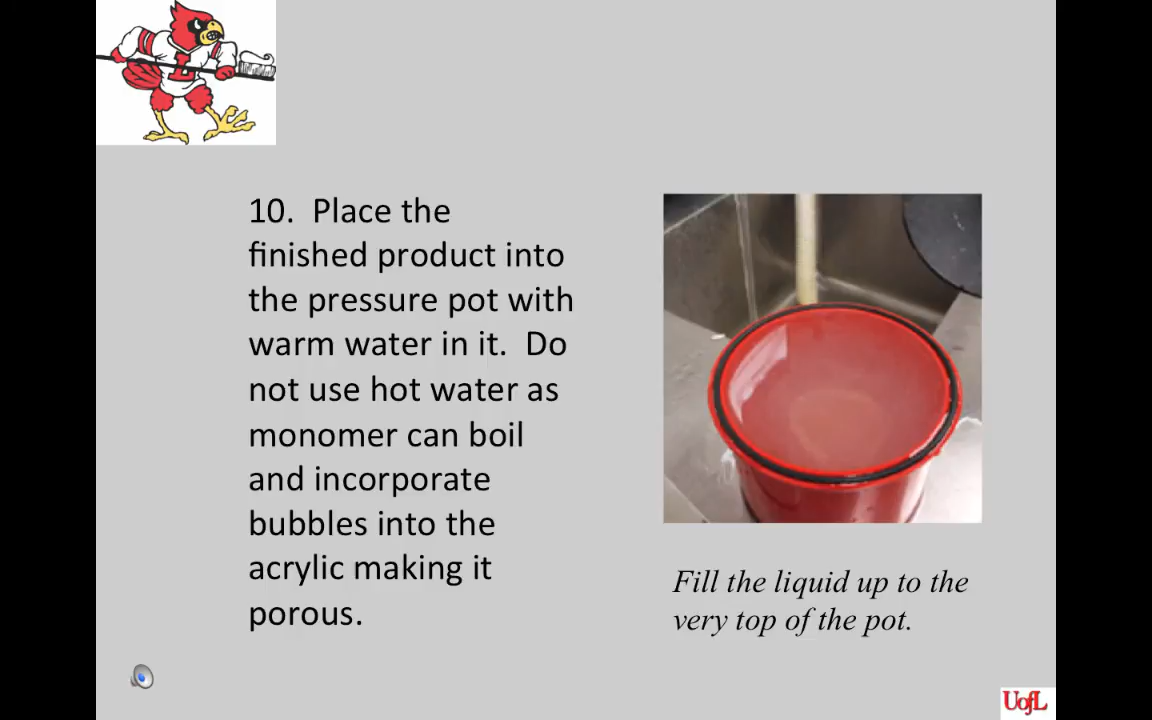 10.  Place the
finished product into
the pressure pot with
warm water in it.  Do
not use hot water as
monomer can boil
and incorporate
bubbles into the
acrylic making it
porous.
Fill the liquid up to the
very top of the pot.
L
UofL